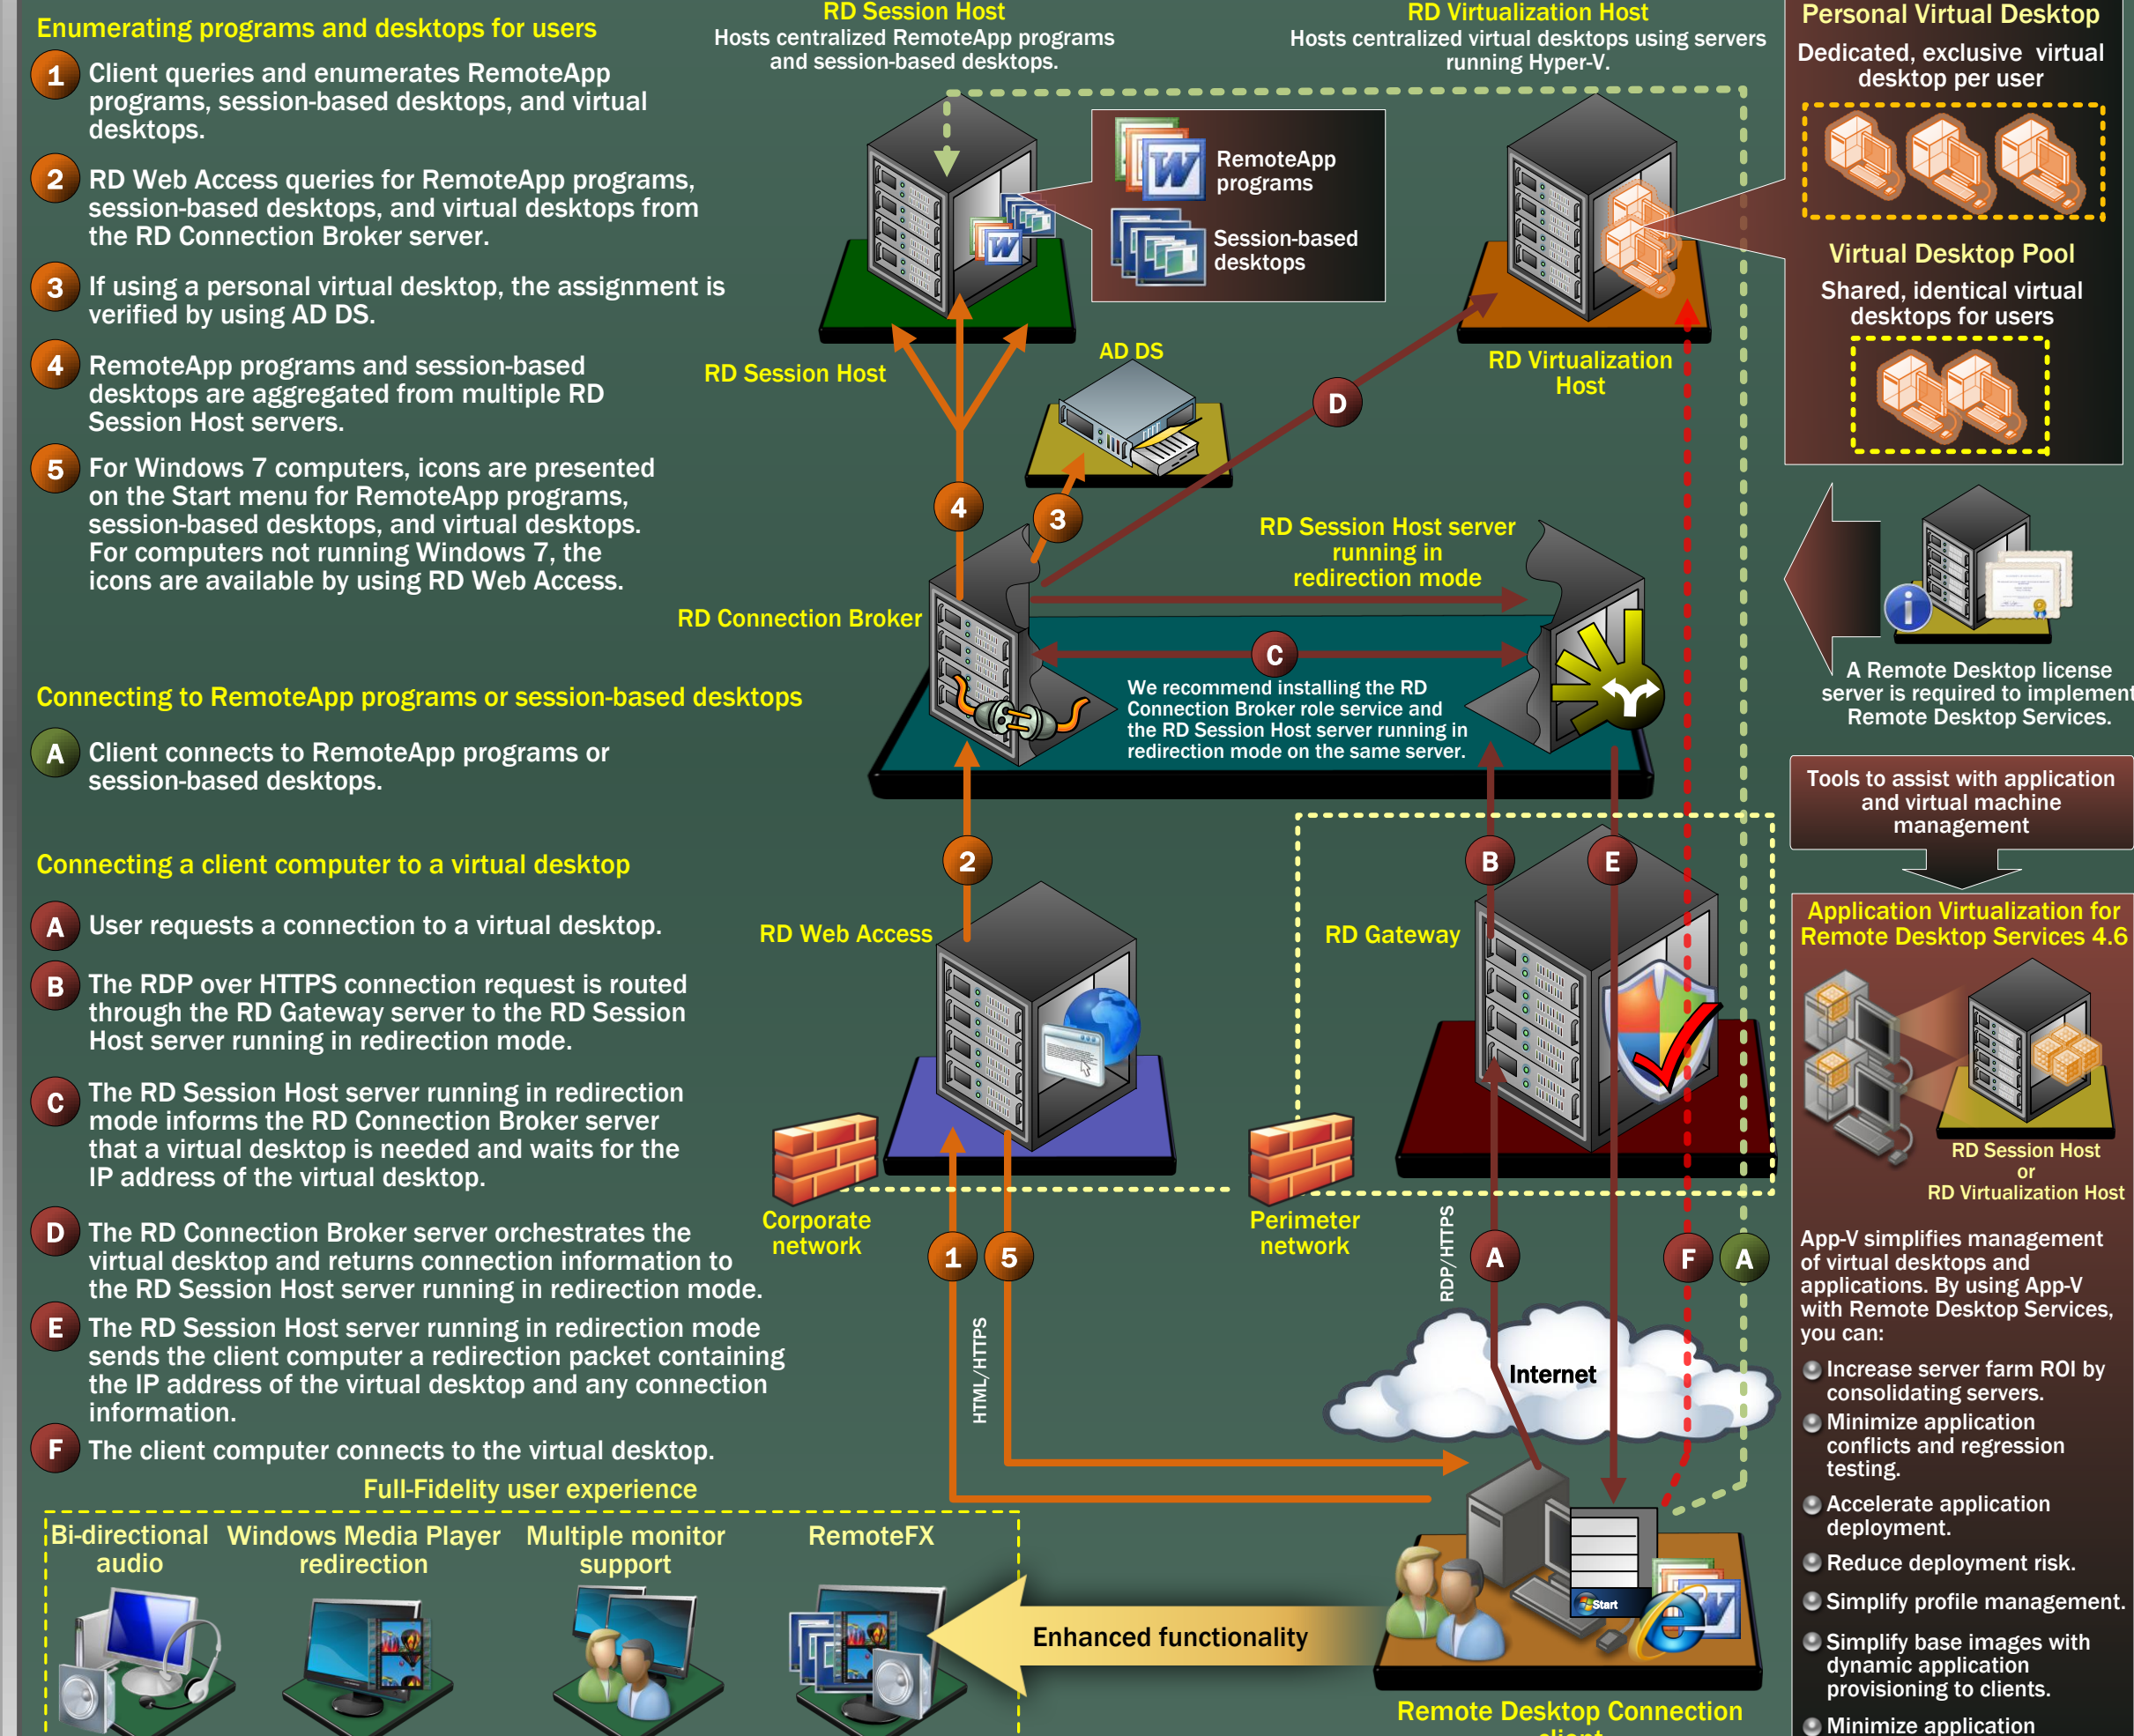 Enumerating programs and desktops for users
1
Client queries and enumerates RemoteApp
programs, session-based desktops, and virtual
desktops.
2
RD Web Access queries for RemoteApp programs,
session-based desktops, and virtual desktops from
the RD Connection Broker server.
3
If using a personal virtual desktop, the assignment is
verified by using AD DS.
4
RemoteApp programs and session-based
desktops are aggregated from multiple RD
Session Host servers.
5
For Windows 7 computers, icons are presented
on the Start menu for RemoteApp programs,
session-based desktops, and virtual desktops.
For computers not running Windows 7, the
icons are available by using RD Web Access.
Connecting to RemoteApp programs or session-based desktops
A
Client connects to RemoteApp programs or
session-based desktops.
Connecting a client computer to a virtual desktop
A
User requests a connection to a virtual desktop.
B
The RDP over HTTPS connection request is routed
through the RD Gateway server to the RD Session
Host server running in redirection mode.
C
The RD Session Host server running in redirection
mode informs the RD Connection Broker server
that a virtual desktop is needed and waits for the
IP address of the virtual desktop.
D
The RD Connection Broker server orchestrates the
virtual desktop and returns connection information to
the RD Session Host server running in redirection mode.
E
The RD Session Host server running in redirection mode
sends the client computer a redirection packet containing
the IP address of the virtual desktop and any connection
information.
F
The client computer connects to the virtual desktop.
Full-Fidelity user experience
Bi-directional
audio
Windows Media Player
redirection
Multiple monitor
support
RemoteFX
RD Session Host
Hosts centralized RemoteApp programs
and session-based desktops.
RD Virtualization Host
Hosts centralized virtual desktops using servers
running Hyper-V.
W
RemoteApp
programs
Session-based
desktops
W
RD Session Host
AD DS
RD Virtualization
Host
D
4
3
RD Session Host server
running in
redirection mode
RD Connection Broker
C
We recommend installing the RD
Connection Broker role service and
the RD Session Host server running in
redirection mode on the same server.
2
B
E
RD Web Access
RD Gateway
Corporate
network
Perimeter
network
1
5
RDP/HTTPS
A
F
A
HTML/HTTPS
Internet
Start
W
Enhanced functionality
Remote Desktop Connection
client
Personal Virtual Desktop
Dedicated, exclusive virtual
desktop per user
Virtual Desktop Pool
Shared, identical virtual
desktops for users
i
A Remote Desktop license
server is required to implement
Remote Desktop Services.
Tools to assist with application
and virtual machine
management
Application Virtualization for
Remote Desktop Services 4.6
RD Session Host
or
RD Virtualization Host
App-V simplifies management
of virtual desktops and
applications. By using App-V
with Remote Desktop Services,
you can:
Increase server farm ROI by
consolidating servers.
Minimize application
conflicts and regression
testing.
Accelerate application
deployment.
Reduce deployment risk.
Simplify profile management.
Simplify base images with
dynamic application
provisioning to clients.
Minimize application